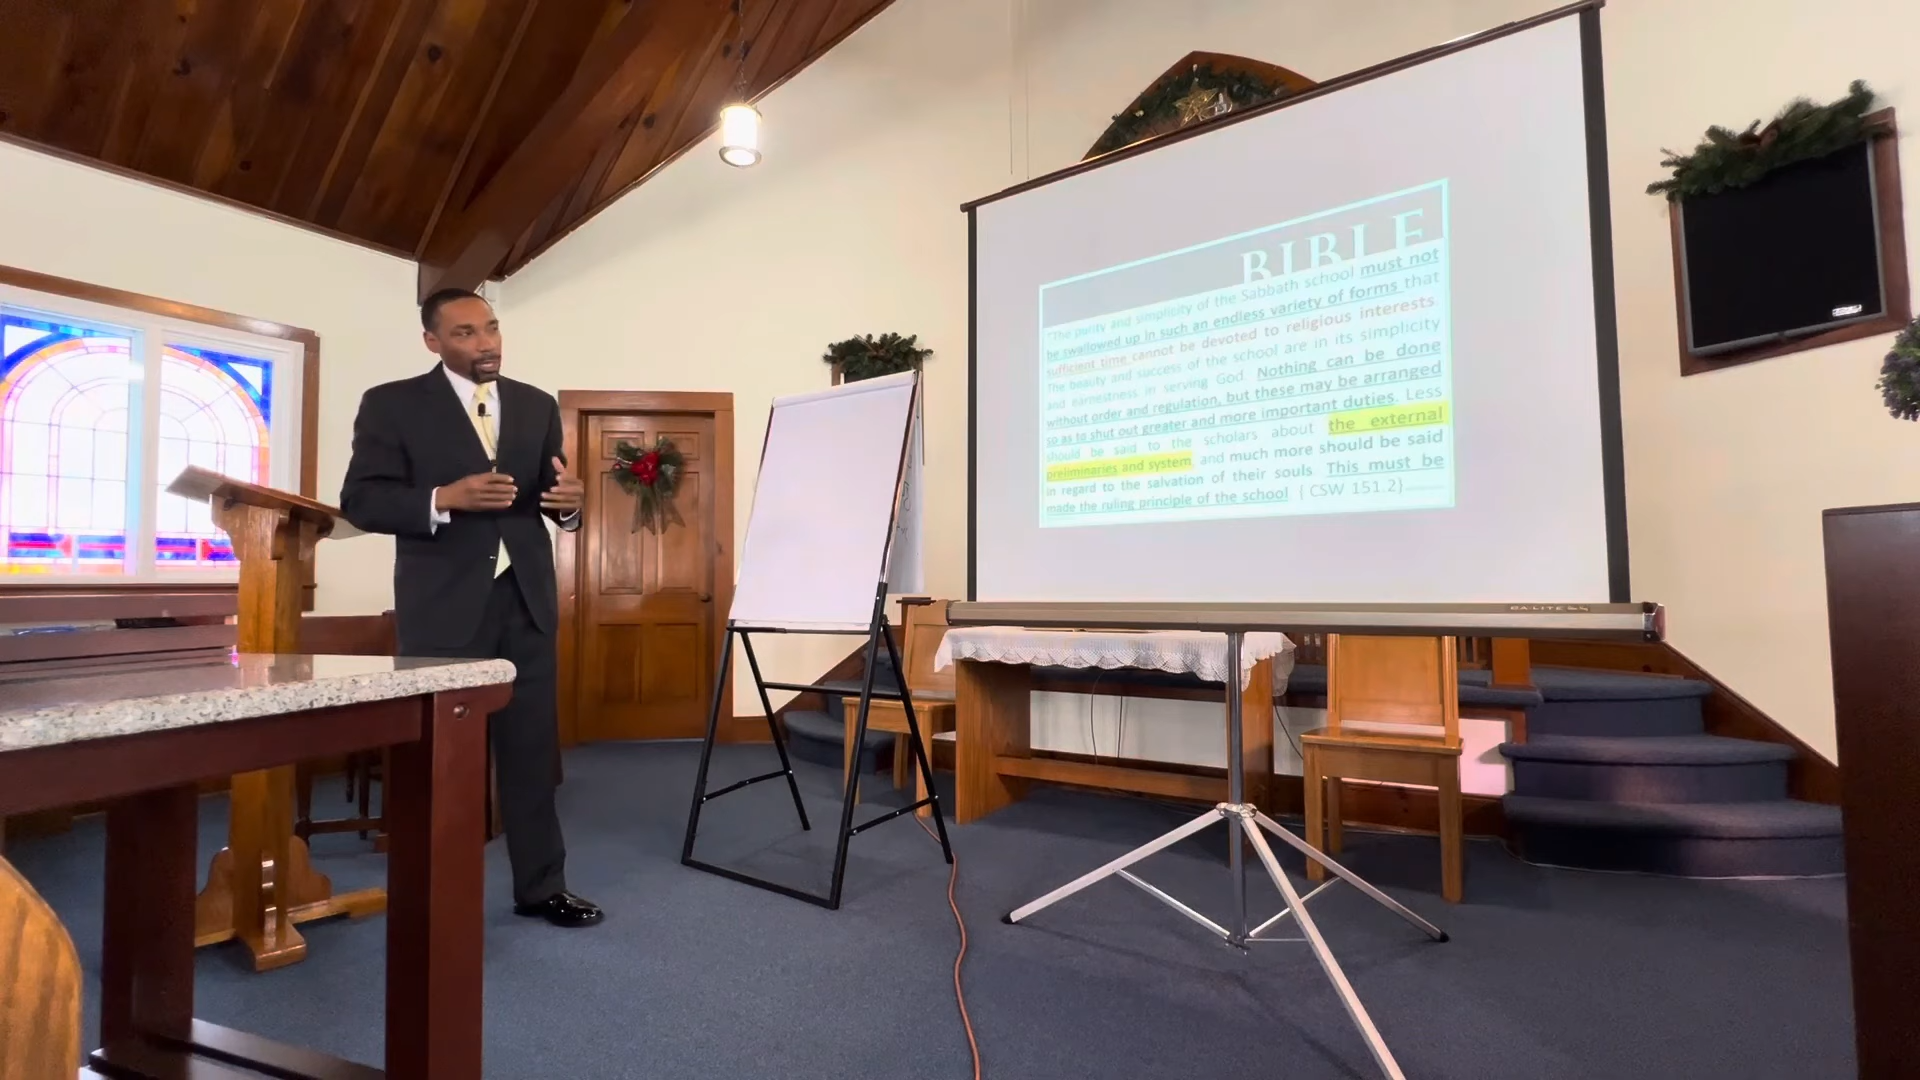 BIBLE
"The purity and simplicity of the Sabbath school must not
be swallowed up in such an endless variety of forms that
sufficient time cannot be devoted to religious interests.
The beauty and success of the school are in its simplicity
and earnestness in serving God. Nothing can be done
without order and regulation, but these may be arranged
so as to shut out greater and more important duties. Less
should be said to the scholars about the external
preliminaries and system, and much more should be said
in regard to the salvation of their souls. This must be
made the ruling principle of the school. { CSW 151.2}
DA-LITE